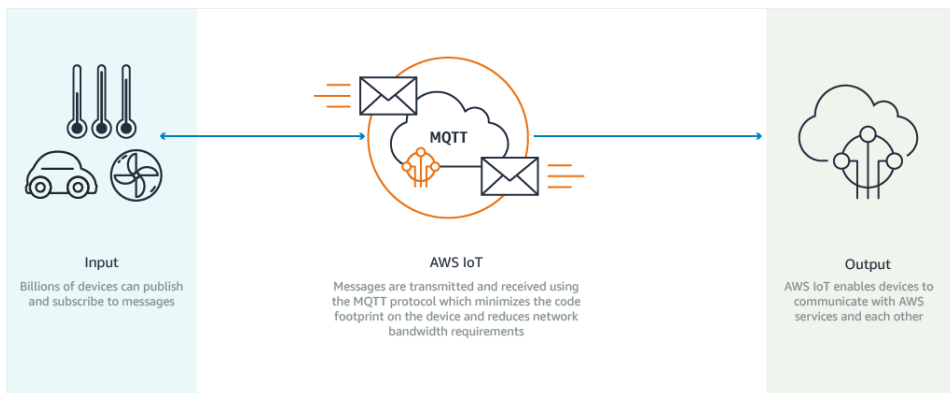 MQTT
Input
Billions of devices can publish
and subscribe to messages
AWS IoT
Messages are transmitted and received using
the MQTT protocol which minimizes the code
footprint on the device and reduces network
bandwidth requirements
Output
AWS IoT enables devices to
communicate with AWS
services and each other